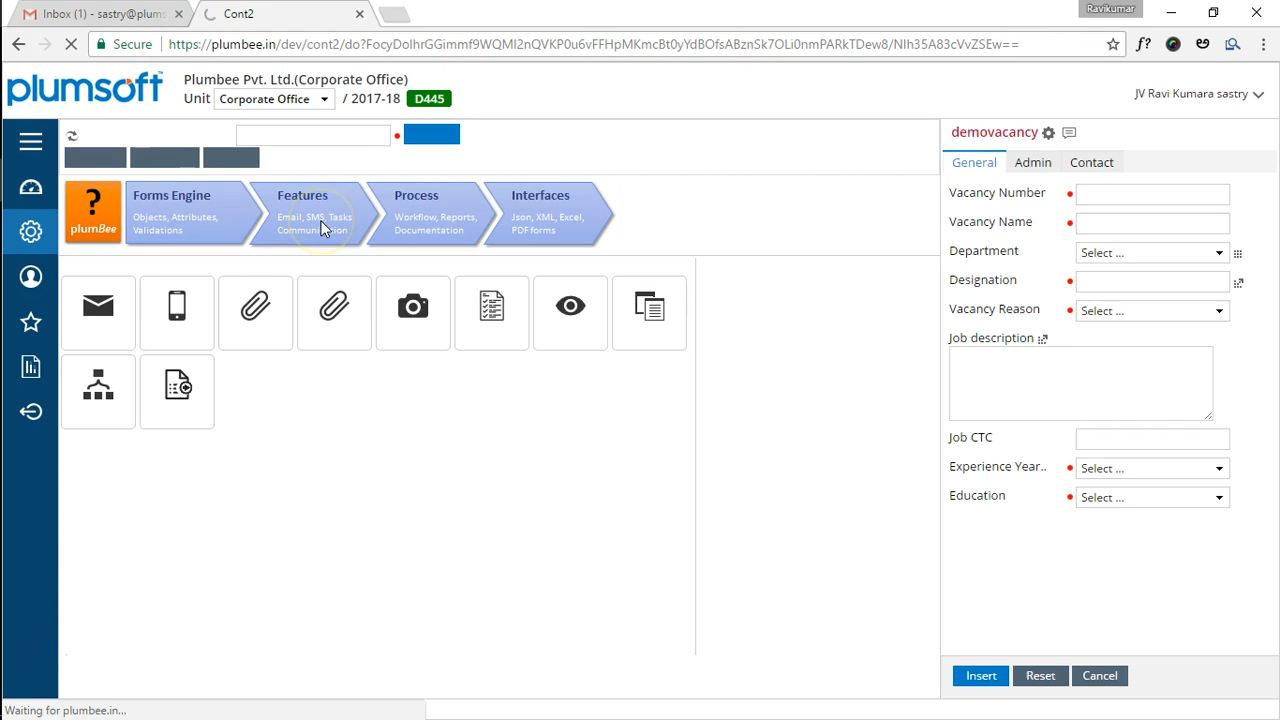 Inbox (1) - sastry@plums
Cont2
Ravikumar
Secure
https://plumbee.in/dev/cont2/do?FocyDolhrGGimmf9WQMI2nQVKP0u6vFFHpMKmcBt0yYdBOfsABznSk7OLi0nmPARkTDew8/NIh35A83cVvZSEw==
f?
plumsoft
Plumbee Pvt. Ltd.(Corporate Office)
Unit Corporate Office / 2017-18 D445
JV Ravi Kumara sastry
?
plumBee
Forms Engine
Objects, Attributes,
Validations
Features
Email, SMS, Tasks
Communication
Process
Workflow, Reports,
Documentation
Interfaces
Json, XML, Excel,
PDF forms
demovacancy
General Admin Contact
Vacancy Number
Vacancy Name
Department Select ...
Designation
Vacancy Reason Select ...
Job description
Job CTC
Experience Year.. Select ...
Education Select ...
Insert Reset Cancel
Waiting for plumbee.in...